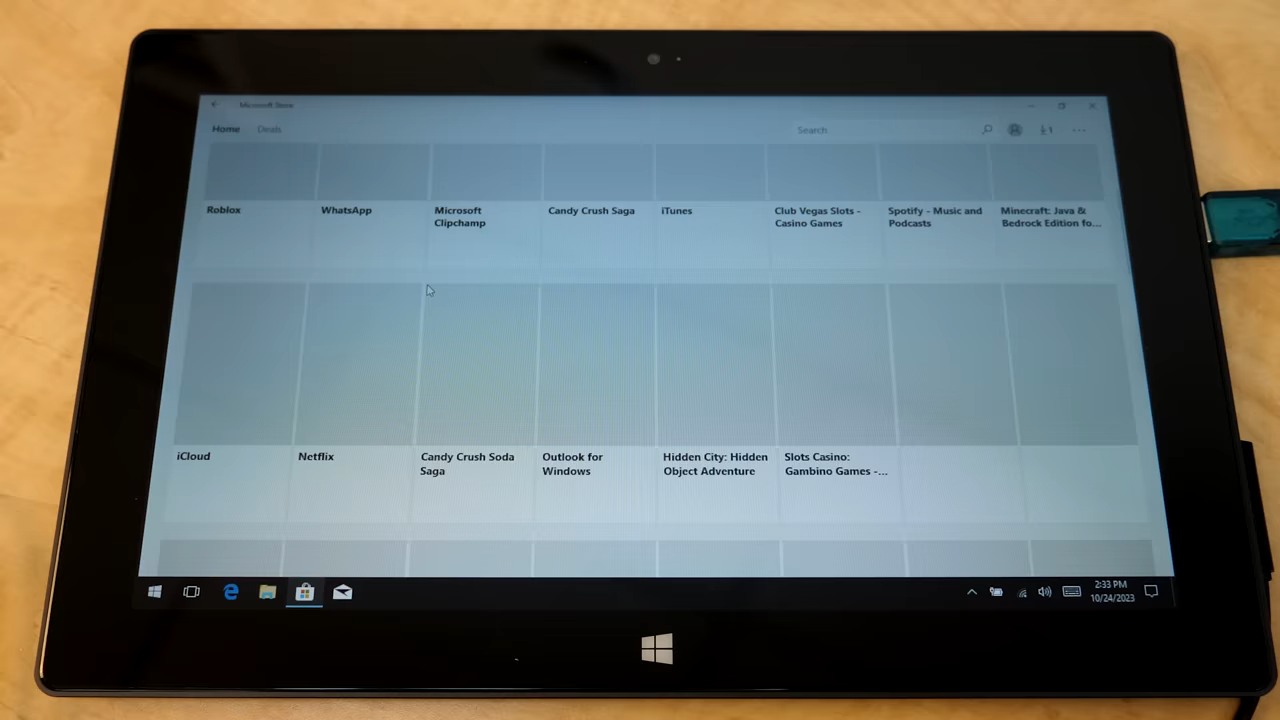 Microsoft Store
Home Deals
Search
1
Roblox
WhatsApp
Microsoft
Clipchamp
Candy Crush Saga
iTunes
Club Vegas Slots -
Casino Games
Spotify - Music and
Podcasts
Minecraft: Java &
Bedrock Edition fo...
iCloud
Netflix
Candy Crush Soda
Saga
Outlook for
Windows
Hidden City: Hidden
Object Adventure
Slots Casino:
Gambino Games -...
2:33 PM
10/24/2023